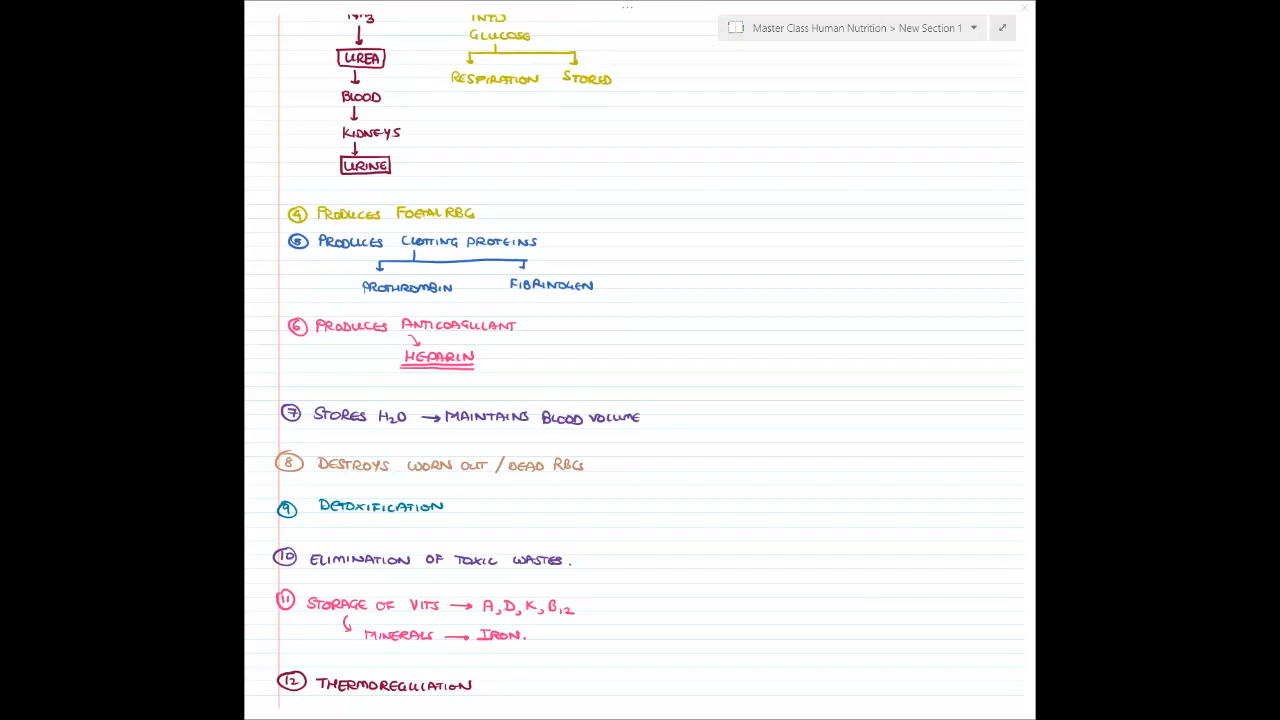 Master Class Human Nutrition > New Section 1
NH3
UREA
BLOOD
KIDNEYS
URINE
INTO
GLUCOSE
RESPIRATION STORED
④ PRODUCES FOETAL RBC
⑤ PRODUCES CLOTTING PROTEINS
PROTHROMBIN FIBRINOGEN
⑥ PRODUCES ANTICOAGULANT
HEPARIN
⑦ STORES H2O → MAINTAINS BLOOD VOLUME
⑧ DESTROYS WORN OUT / DEAD RBCs
⑨ DETOXIFICATION
⑩ ELIMINATION OF TOXIC WASTES.
⑪ STORAGE OF VITS → A, D, K, B12
MINERALS → IRON.
⑫ THERMOREGULATION